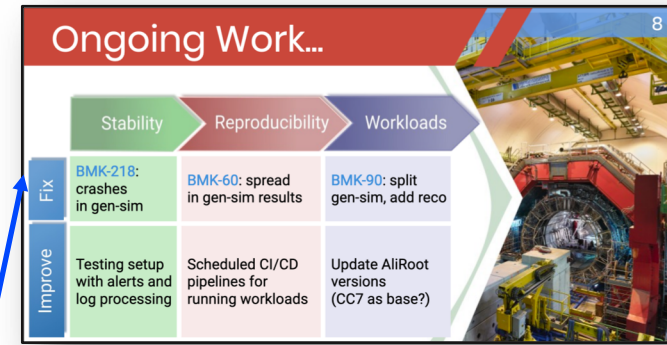 Ongoing Work...
8
Stability
Reproducibility
Workloads
Fix
BMK-218:
crashes
in gen-sim
BMK-60: spread
in gen-sim results
BMK-90: split
gen-sim, add reco
Improve
Testing setup
with alerts and
log processing
Scheduled CI/CD
pipelines for
running workloads
Update AliRoot
versions
(CC7 as base?)